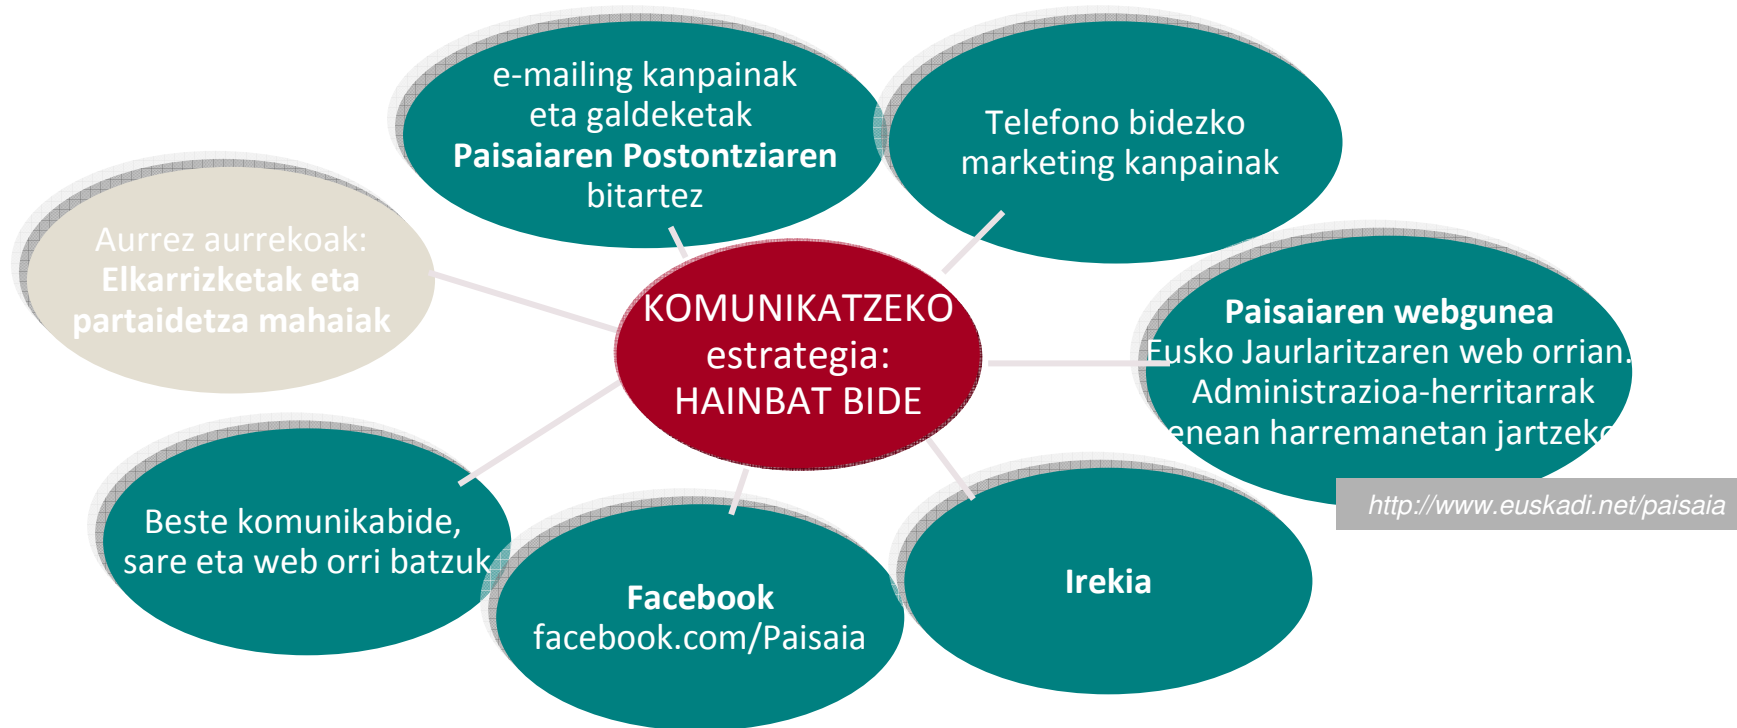 e-mailing kanpainak
eta galdeketak
Paisaiaren Postontziaren
bitartez
Telefono bidezko
marketing kanpainak
Aurrez aurrekoak:
Elkarrizketak eta
partaidetza mahaiak
KOMUNIKATZEKO
estrategia:
HAINBAT BIDE
Paisaiaren webgunea
Eusko Jaurlaritzaren web orrian.
Administrazioa-herritarrak
enean harremanetan jartzeko
http://www.euskadi.net/paisaia
Beste komunikabide,
sare eta web orri batzuk
Facebook
facebook.com/Paisaia
Irekia